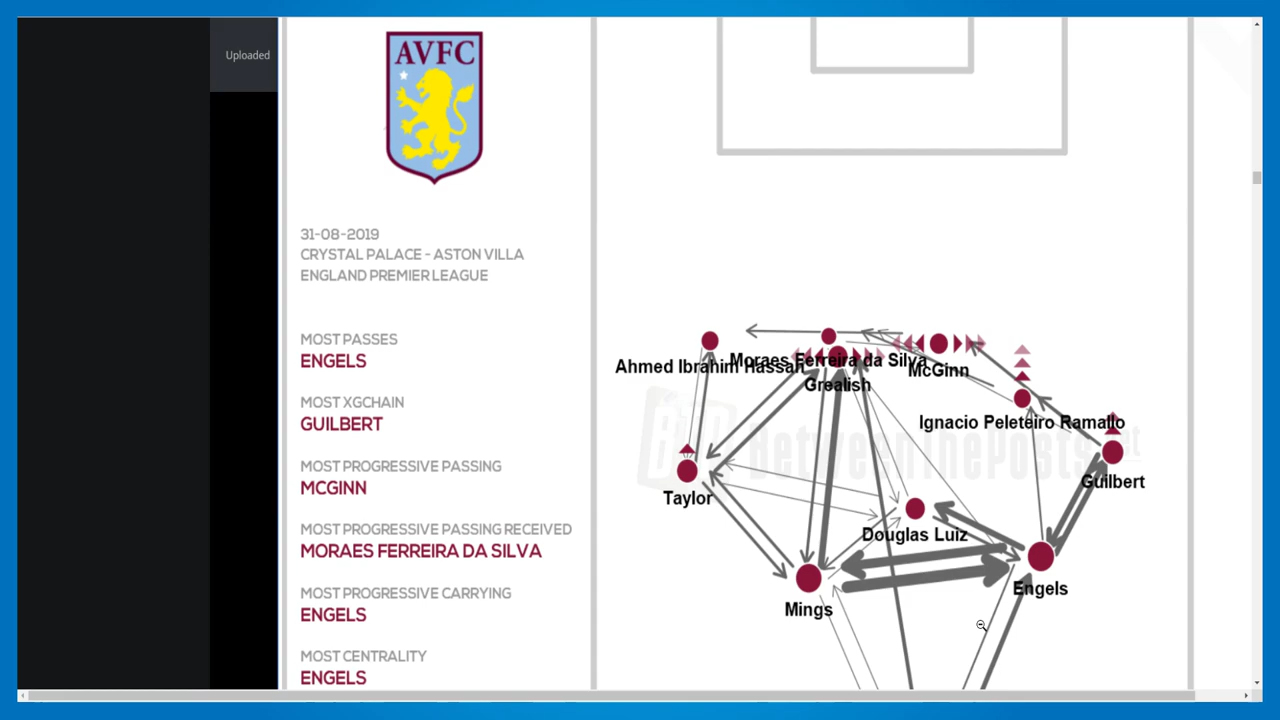 Uploaded
AVFC
31-08-2019
CRYSTAL PALACE - ASTON VILLA
ENGLAND PREMIER LEAGUE
MOST PASSES
ENGELS
MOST XGCHAIN
GUILBERT
MOST PROGRESSIVE PASSING
MCGINN
MOST PROGRESSIVE PASSING RECEIVED
MORAES FERREIRA DA SILVA
MOST PROGRESSIVE CARRYING
ENGELS
MOST CENTRALITY
ENGELS
Ahmed Ibrahim Hassan
Moraes Ferreira da Silva
McGinn
Grealish
Ignacio Peleteiro Ramallo
BetweenThePosts.net
Guilbert
Taylor
Douglas Luiz
Engels
Mings